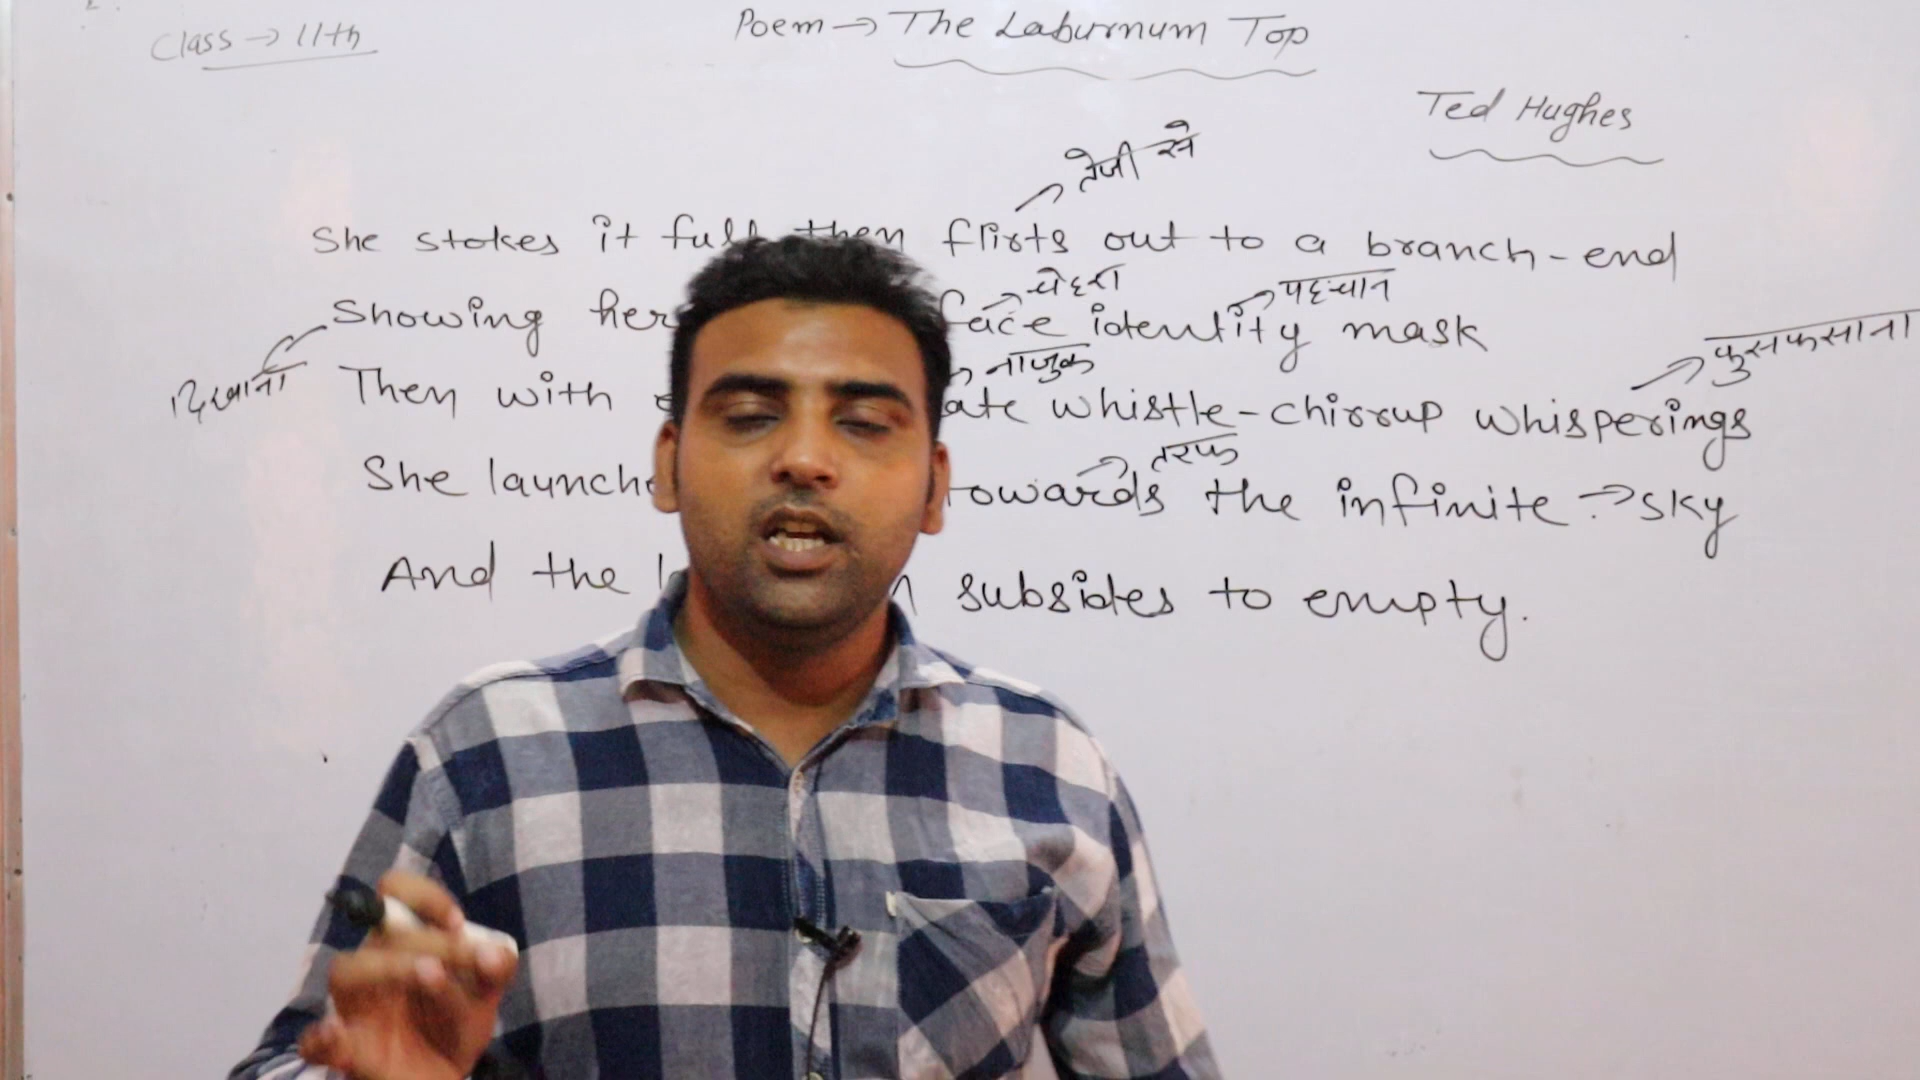 Class → 11th
Poem → The Laburnum Top
Ted Hughes
तेजी से
She stokes it full then flirts out to a branch-end
चेहरा पहचान
Showing her face identity mask
दिखाना नाजुक फुसफसाना
Then with ate whistle-chirrup whisperings
तरफ
She launche towards the infinite → sky
And the subsides to empty.